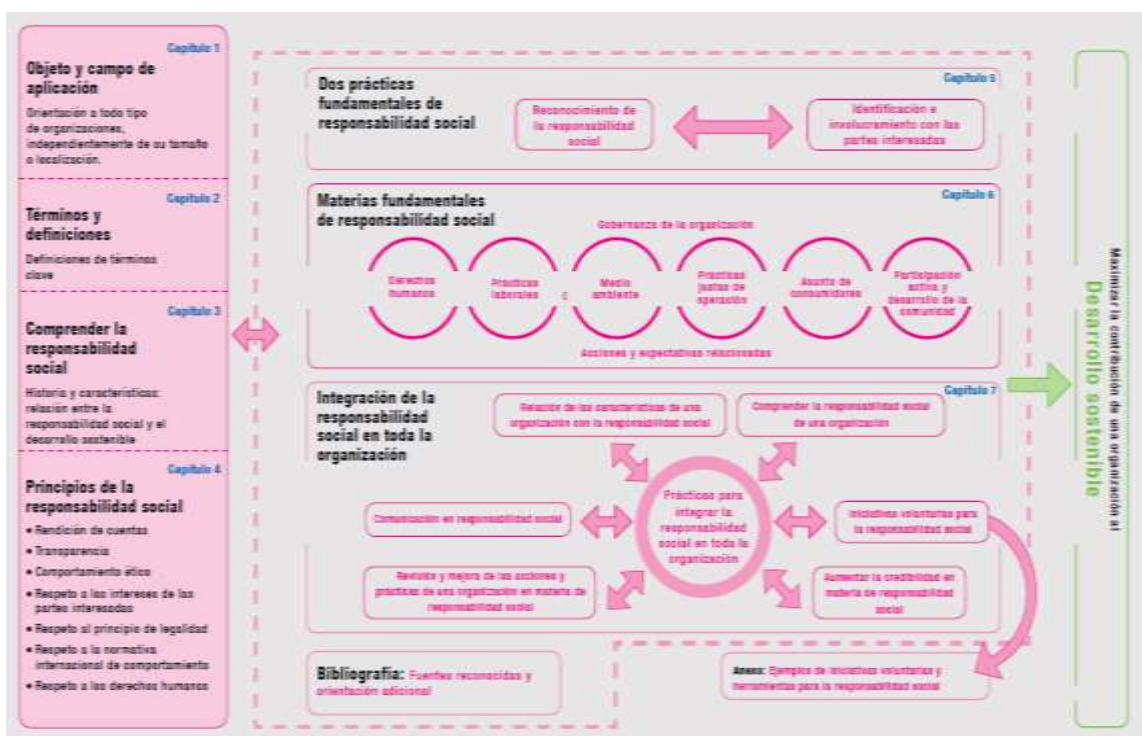 Capítulo 1
Objeto y campo de
aplicación
Orientación a todo tipo
de organizaciones,
independientemente de su tamaño
o localización.
Capítulo 2
Términos y
definiciones
Definiciones de términos
clave
Capítulo 3
Comprender la
responsabilidad
social
Historia y características:
relación entre la
responsabilidad social y el
desarrollo sostenible
Capítulo 4
Principios de la
responsabilidad social
• Rendición de cuentas
• Transparencia
• Comportamiento ético
• Respeto a los intereses de las
partes interesadas
• Respeto al principio de legalidad
• Respeto a la normativa
internacional de comportamiento
• Respeto a los derechos humanos
Capítulo 5
Dos prácticas
fundamentales de
responsabilidad social
Reconocimiento de
la responsabilidad
social
Identificación e
involucramiento con las
partes interesadas
Capítulo 6
Materias fundamentales
de responsabilidad social
Gobernanza de la organización
Derechos
humanos
Prácticas
laborales
Medio
ambiente
Prácticas
justas de
operación
Asunto de
consumidores
Participación
activa y
desarrollo de la
comunidad
Acciones y expectativas relacionadas
Capítulo 7
Integración de la
responsabilidad
social en toda la
organización
Relación de las características de una
organización con la responsabilidad social
Comprender la responsabilidad social
de una organización
Comunicación en responsabilidad social
Prácticas para
integrar la
responsabilidad
social en toda la
organización
Iniciativas voluntarias para
la responsabilidad social
Revisión y mejora de las acciones y
prácticas de una organización en materia de
responsabilidad social
Aumentar la credibilidad en
materia de responsabilidad
social
Bibliografía: Fuentes reconocidas y
orientación adicional
Anexo: Ejemplos de iniciativas voluntarias y
herramientas para la responsabilidad social
Maximizar la contribución de una organización al
Desarrollo sostenible